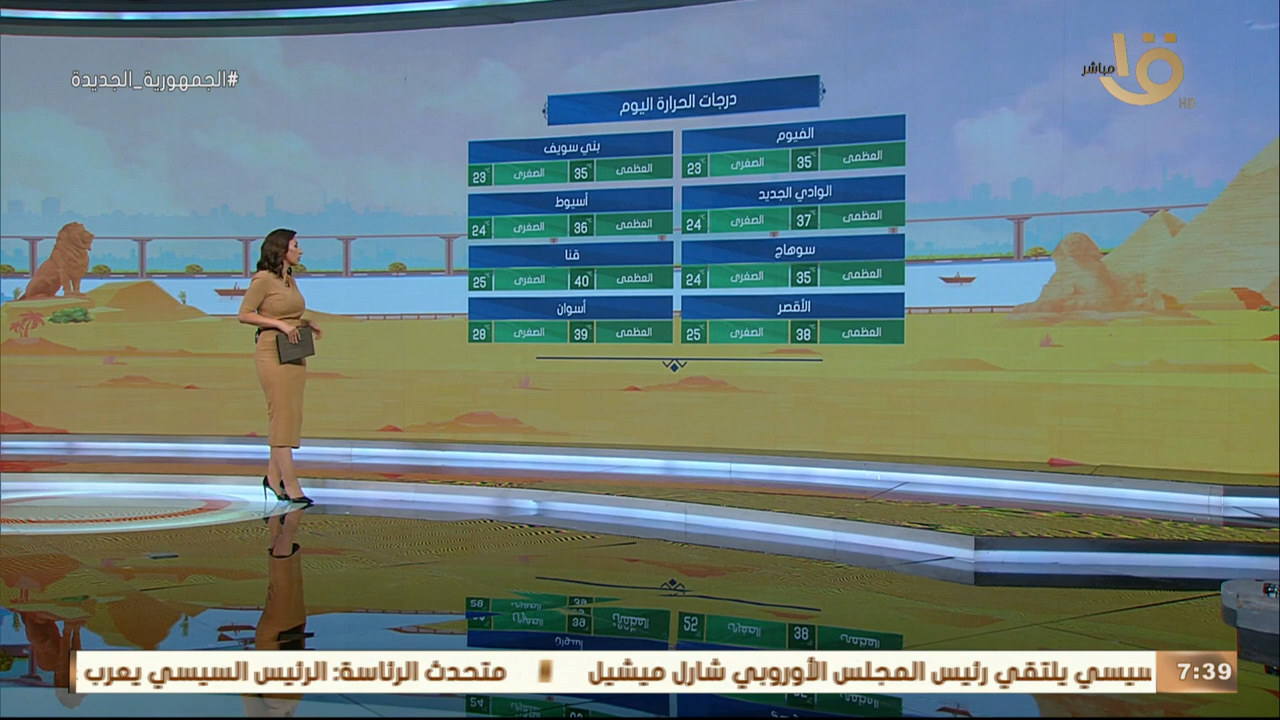 #الجمهورية_الجديدة
مباشر
HD
درجات الحرارة اليوم
الفيوم
العظمى 35° الصغرى 23°
بني سويف
العظمى 35° الصغرى 23°
الوادي الجديد
العظمى 37° الصغرى 24°
أسيوط
العظمى 36° الصغرى 24°
سوهاج
العظمى 35° الصغرى 24°
قنا
العظمى 40° الصغرى 25°
الأقصر
العظمى 38° الصغرى 25°
أسوان
العظمى 39° الصغرى 28°
7:39
سيسي يلتقي رئيس المجلس الأوروبي شارل ميشيل
متحدث الرئاسة: الرئيس السيسي يعرب